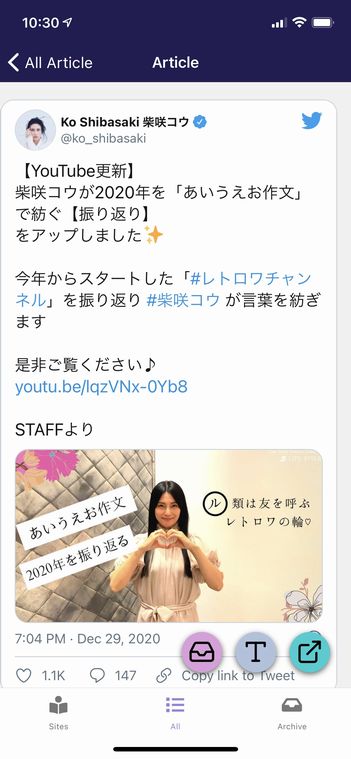 10:30
All Article
Article
Ko Shibasaki 柴咲コウ
@ko_shibasaki
【YouTube更新】
柴咲コウが2020年を「あいうえお作文」
で紡ぐ【振り返り】
をアップしました✨
今年からスタートした「#レトロワチャン
ネル」を振り返り #柴咲コウ が言葉を紡ぎ
ます
是非ご覧ください♪
youtu.be/lqzVNx-0Yb8
STAFFより
あいうえお作文
2020年を振り返る
ル 類は友を呼ぶ
レトロワの輪♡
7:04 PM · Dec 29, 2020
T
1.1K 147 Copy link to Tweet
Sites All Archive